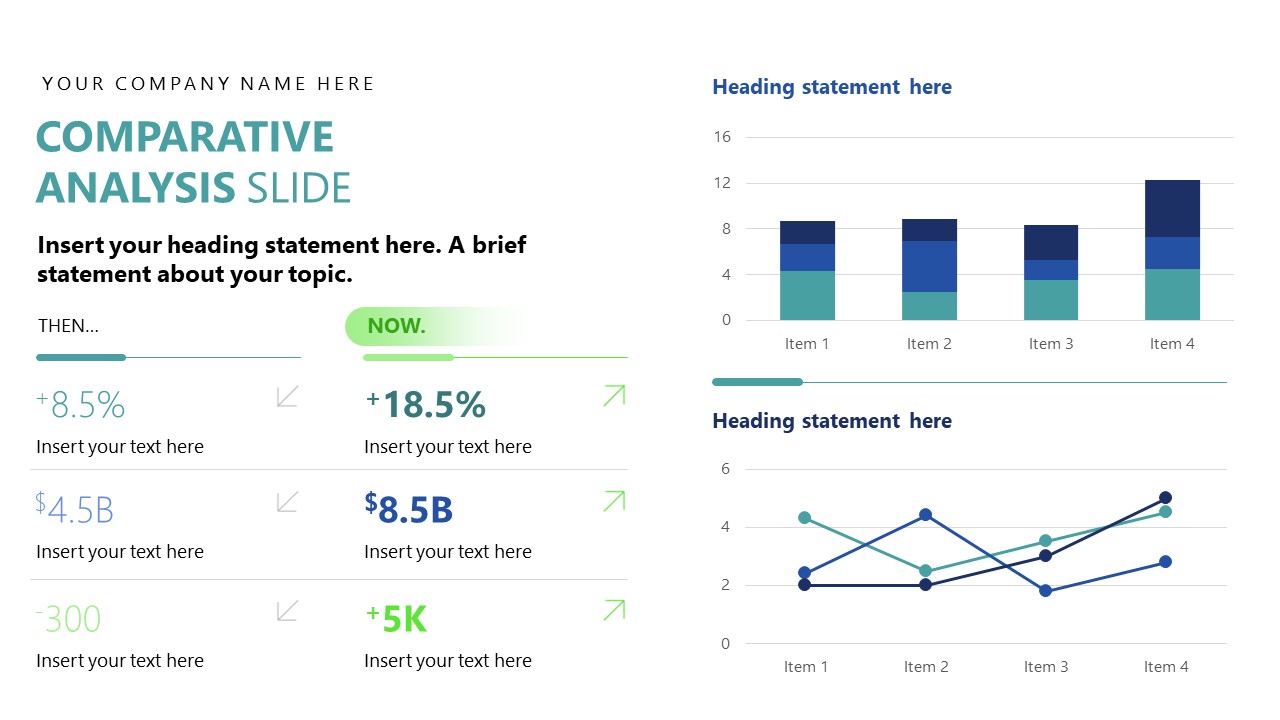 YOUR COMPANY NAME HERE
COMPARATIVE
ANALYSIS SLIDE
Insert your heading statement here. A brief
statement about your topic.
THEN...
NOW.
+8.5%
+18.5%
Insert your text here
Insert your text here
$4.5B
$8.5B
Insert your text here
Insert your text here
-300
+5K
Insert your text here
Insert your text here
Heading statement here
16
12
8
4
0
Item 1
Item 2
Item 3
Item 4
Heading statement here
6
4
2
0
Item 1
Item 2
Item 3
Item 4